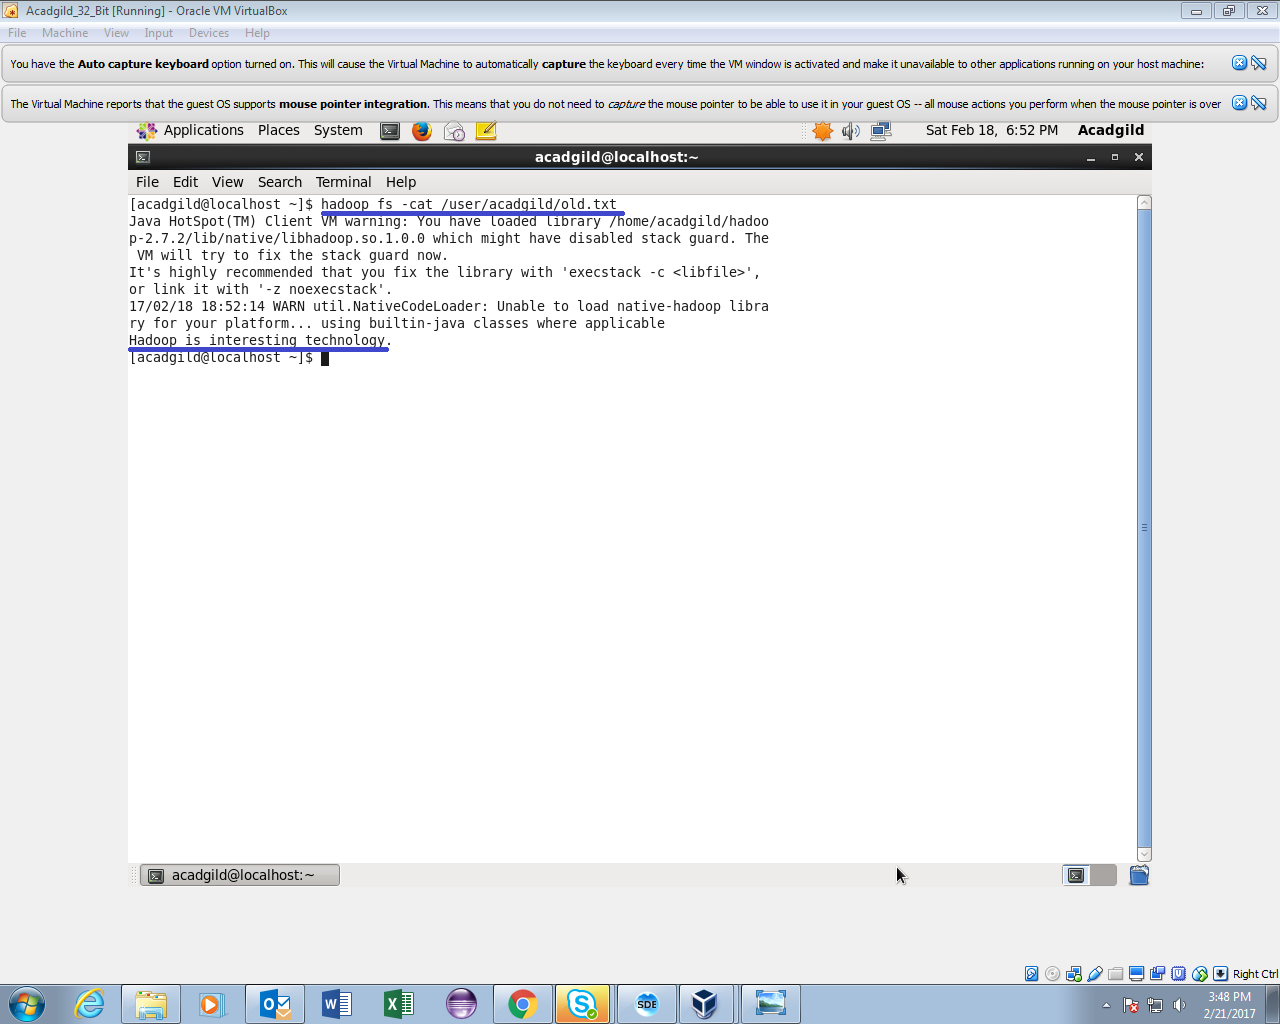 Acadgild_32_Bit [Running] - Oracle VM VirtualBox
File Machine View Input Devices Help
You have the Auto capture keyboard option turned on. This will cause the Virtual Machine to automatically capture the keyboard every time the VM window is activated and make it unavailable to other applications running on your host machine:
The Virtual Machine reports that the guest OS supports mouse pointer integration. This means that you do not need to capture the mouse pointer to be able to use it in your guest OS -- all mouse actions you perform when the mouse pointer is over
Applications Places System Sat Feb 18, 6:52 PM Acadgild
acadgild@localhost:~
File Edit View Search Terminal Help
[acadgild@localhost ~]$ hadoop fs -cat /user/acadgild/old.txt
Java HotSpot(TM) Client VM warning: You have loaded library /home/acadgild/hadoo
p-2.7.2/lib/native/libhadoop.so.1.0.0 which might have disabled stack guard. The
 VM will try to fix the stack guard now.
It's highly recommended that you fix the library with 'execstack -c <libfile>',
or link it with '-z noexecstack'.
17/02/18 18:52:14 WARN util.NativeCodeLoader: Unable to load native-hadoop libra
ry for your platform... using builtin-java classes where applicable
Hadoop is interesting technology.
[acadgild@localhost ~]$
acadgild@localhost:~
Right Ctrl
SDE
3:48 PM
2/21/2017